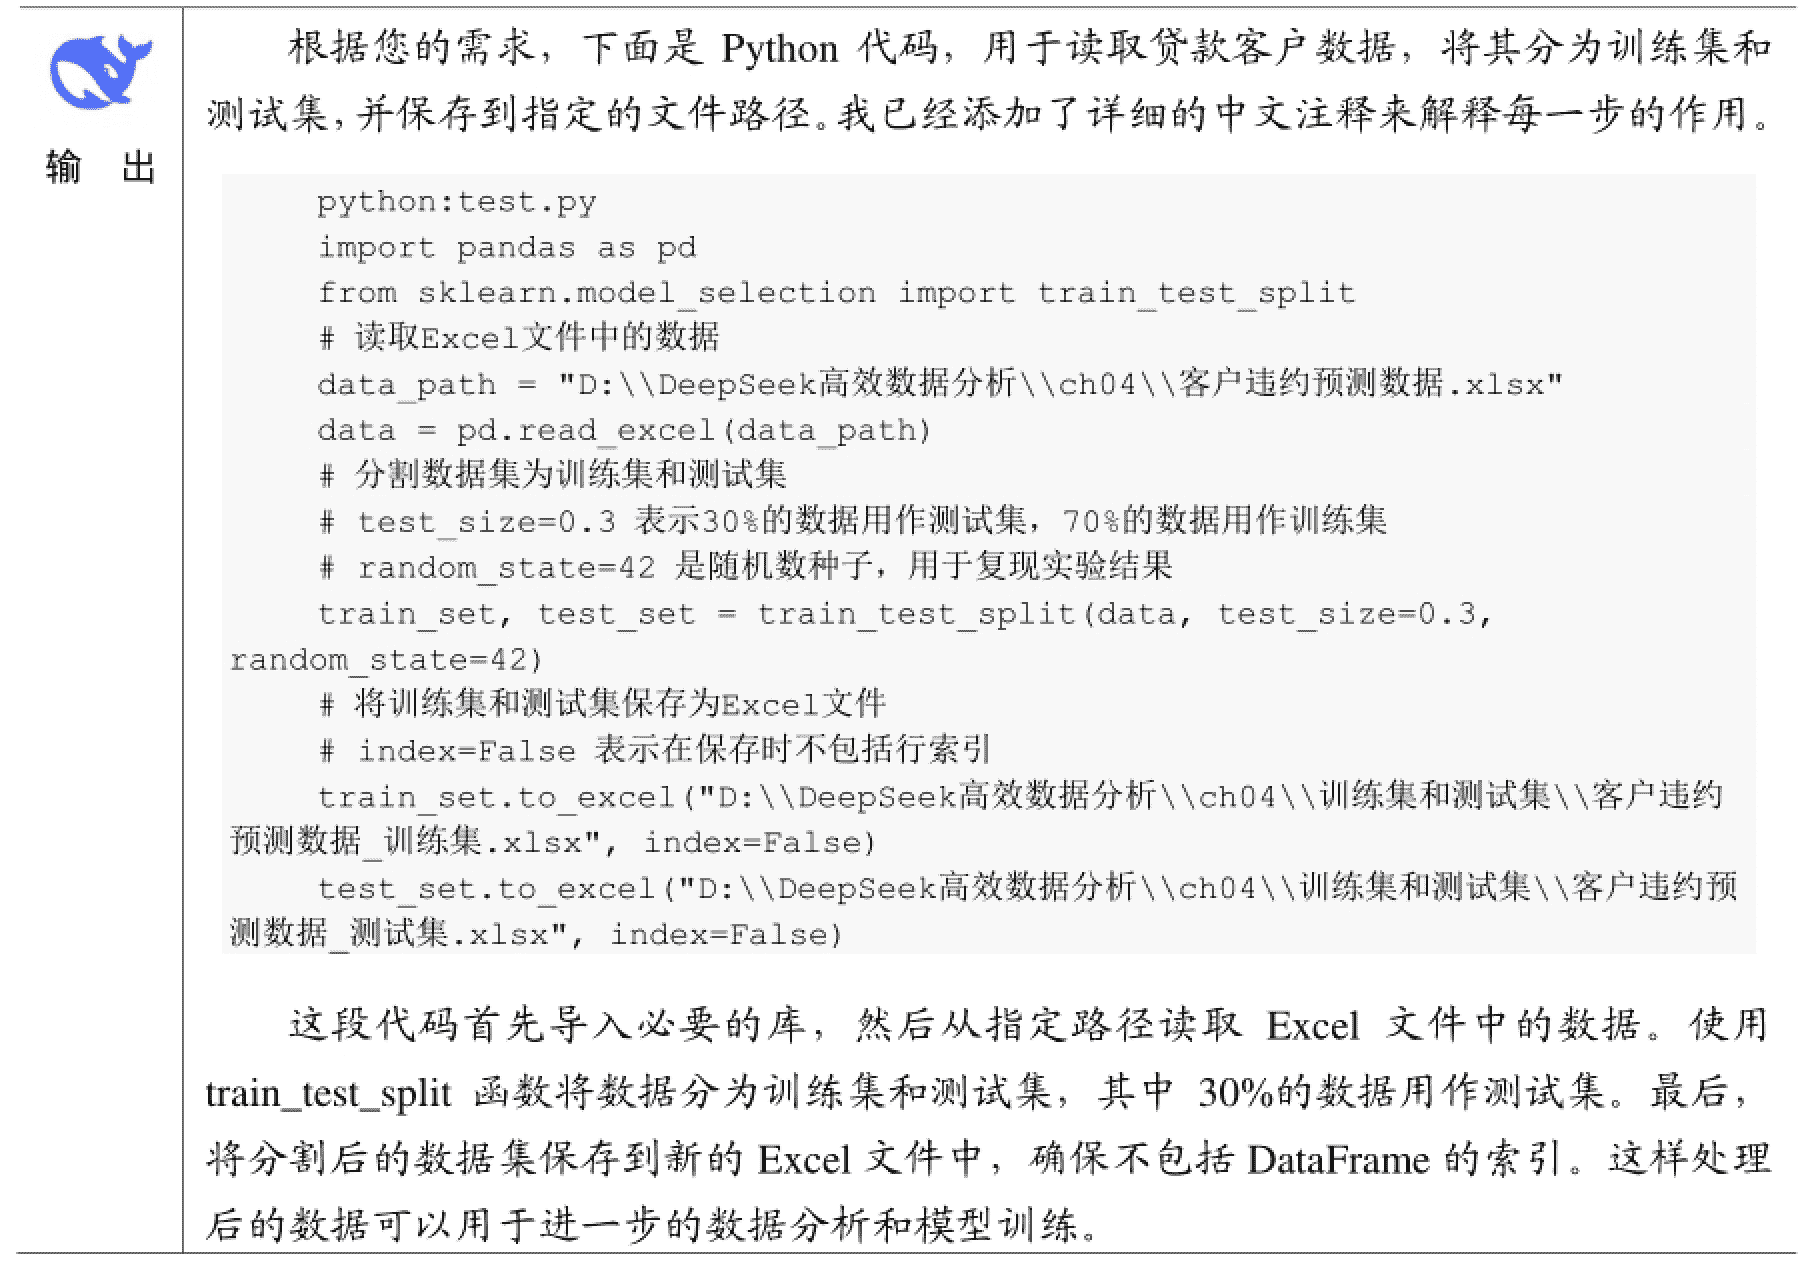 输 出
根据您的需求，下面是 Python 代码，用于读取贷款客户数据，将其分为训练集和
测试集，并保存到指定的文件路径。我已经添加了详细的中文注释来解释每一步的作用。
python:test.py
import pandas as pd
from sklearn.model_selection import train_test_split
# 读取Excel文件中的数据
data_path = "D:\\DeepSeek高效数据分析\\ch04\\客户违约预测数据.xlsx"
data = pd.read_excel(data_path)
# 分割数据集为训练集和测试集
# test_size=0.3 表示30%的数据用作测试集，70%的数据用作训练集
# random_state=42 是随机数种子，用于复现实验结果
train_set, test_set = train_test_split(data, test_size=0.3,
random_state=42)
# 将训练集和测试集保存为Excel文件
# index=False 表示在保存时不包括行索引
train_set.to_excel("D:\\DeepSeek高效数据分析\\ch04\\训练集和测试集\\客户违约
预测数据_训练集.xlsx", index=False)
test_set.to_excel("D:\\DeepSeek高效数据分析\\ch04\\训练集和测试集\\客户违约预
测数据_测试集.xlsx", index=False)
这段代码首先导入必要的库，然后从指定路径读取 Excel 文件中的数据。使用
train_test_split 函数将数据分为训练集和测试集，其中 30%的数据用作测试集。最后，
将分割后的数据集保存到新的 Excel 文件中，确保不包括 DataFrame 的索引。这样处理
后的数据可以用于进一步的数据分析和模型训练。